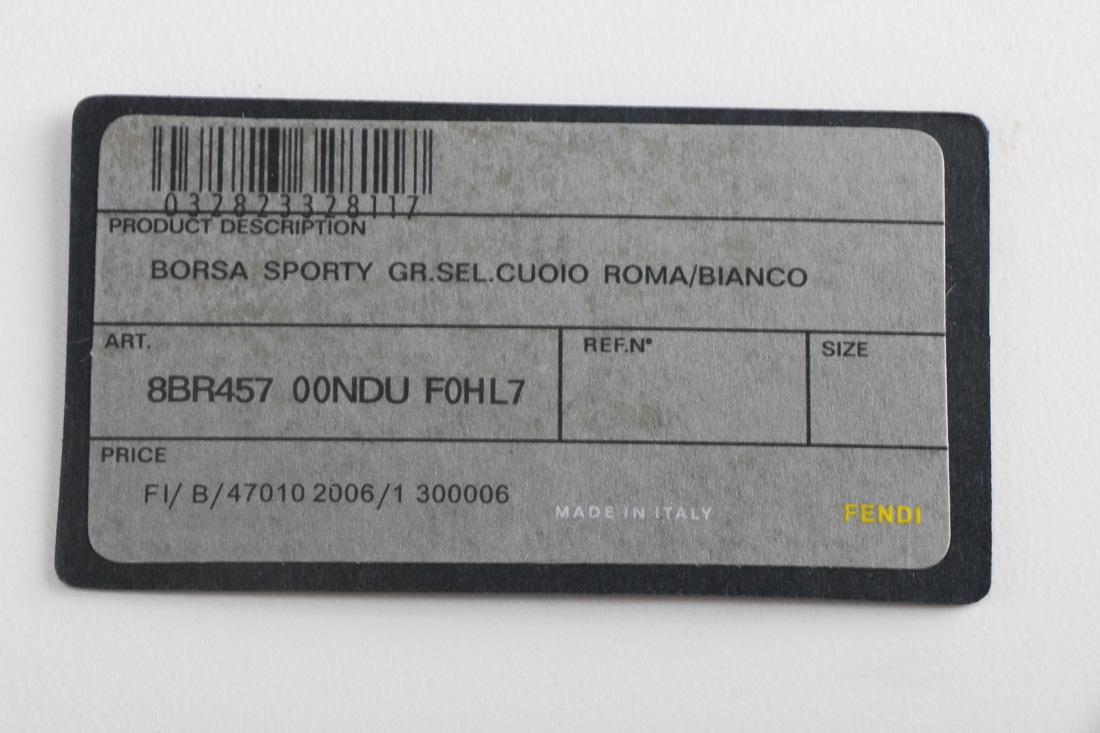 032823328117
PRODUCT DESCRIPTION
BORSA SPORTY GR.SEL.CUOIO ROMA/BIANCO
ART.
8BR457 00NDU F0HL7
REF.N°
SIZE
PRICE
FI/ B/47010 2006/1 300006
MADE IN ITALY
FENDI